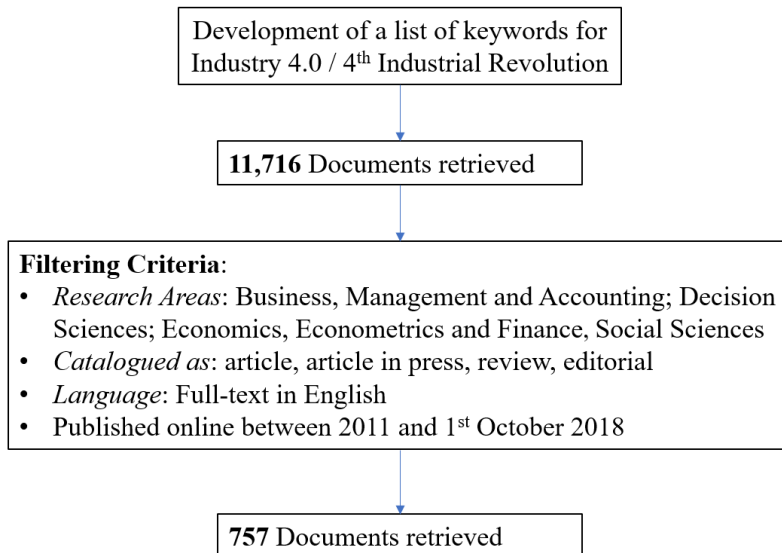 Development of a list of keywords for
Industry 4.0 / 4th Industrial Revolution
11,716 Documents retrieved
Filtering Criteria:
• Research Areas: Business, Management and Accounting; Decision
Sciences; Economics, Econometrics and Finance, Social Sciences
• Catalogued as: article, article in press, review, editorial
• Language: Full-text in English
• Published online between 2011 and 1st October 2018
757 Documents retrieved